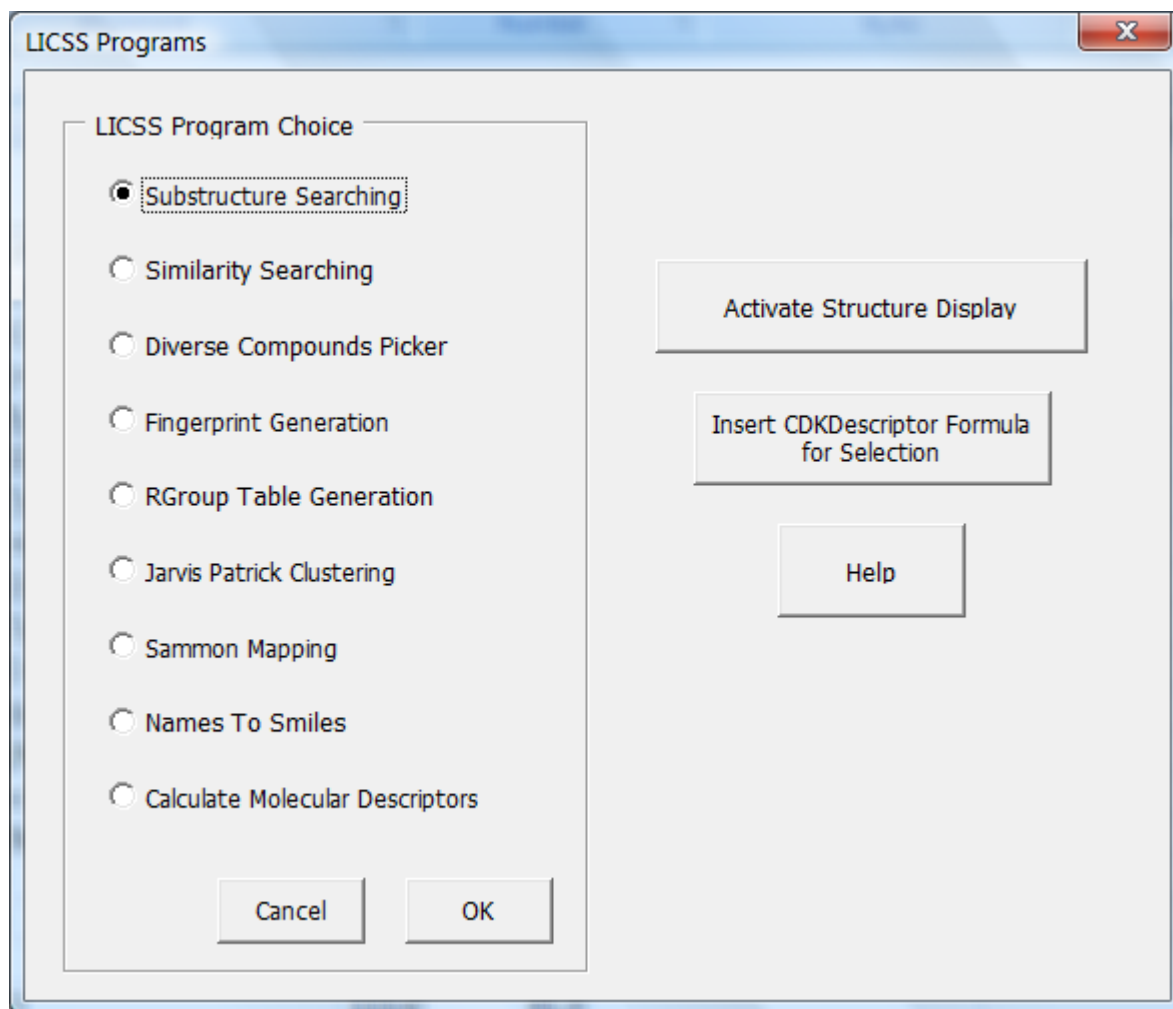 LICSS Programs
LICSS Program Choice
Substructure Searching
Similarity Searching
Diverse Compounds Picker
Fingerprint Generation
RGroup Table Generation
Jarvis Patrick Clustering
Sammon Mapping
Names To Smiles
Calculate Molecular Descriptors
Cancel
OK
Activate Structure Display
Insert CDKDescriptor Formula
for Selection
Help